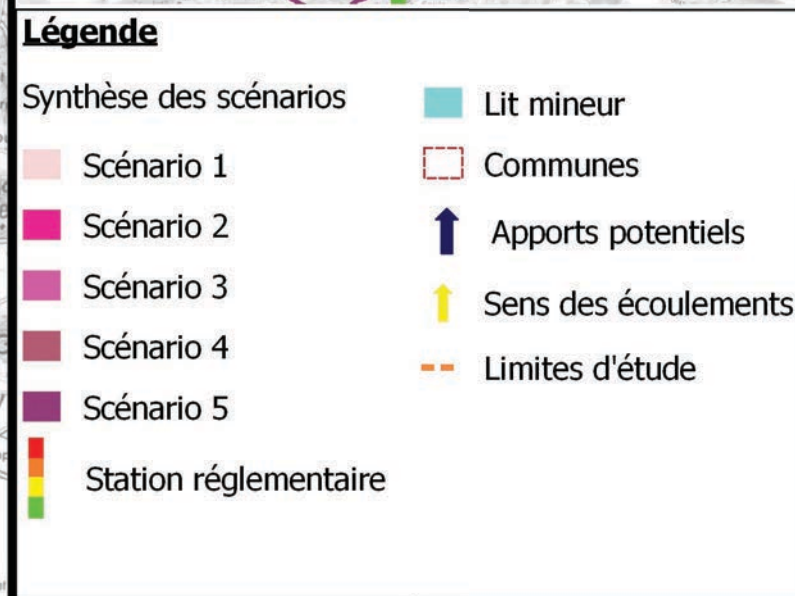 Légende
Synthèse des scénarios
Scénario 1
Scénario 2
Scénario 3
Scénario 4
Scénario 5
Station réglementaire
Lit mineur
Communes
Apports potentiels
Sens des écoulements
Limites d'étude